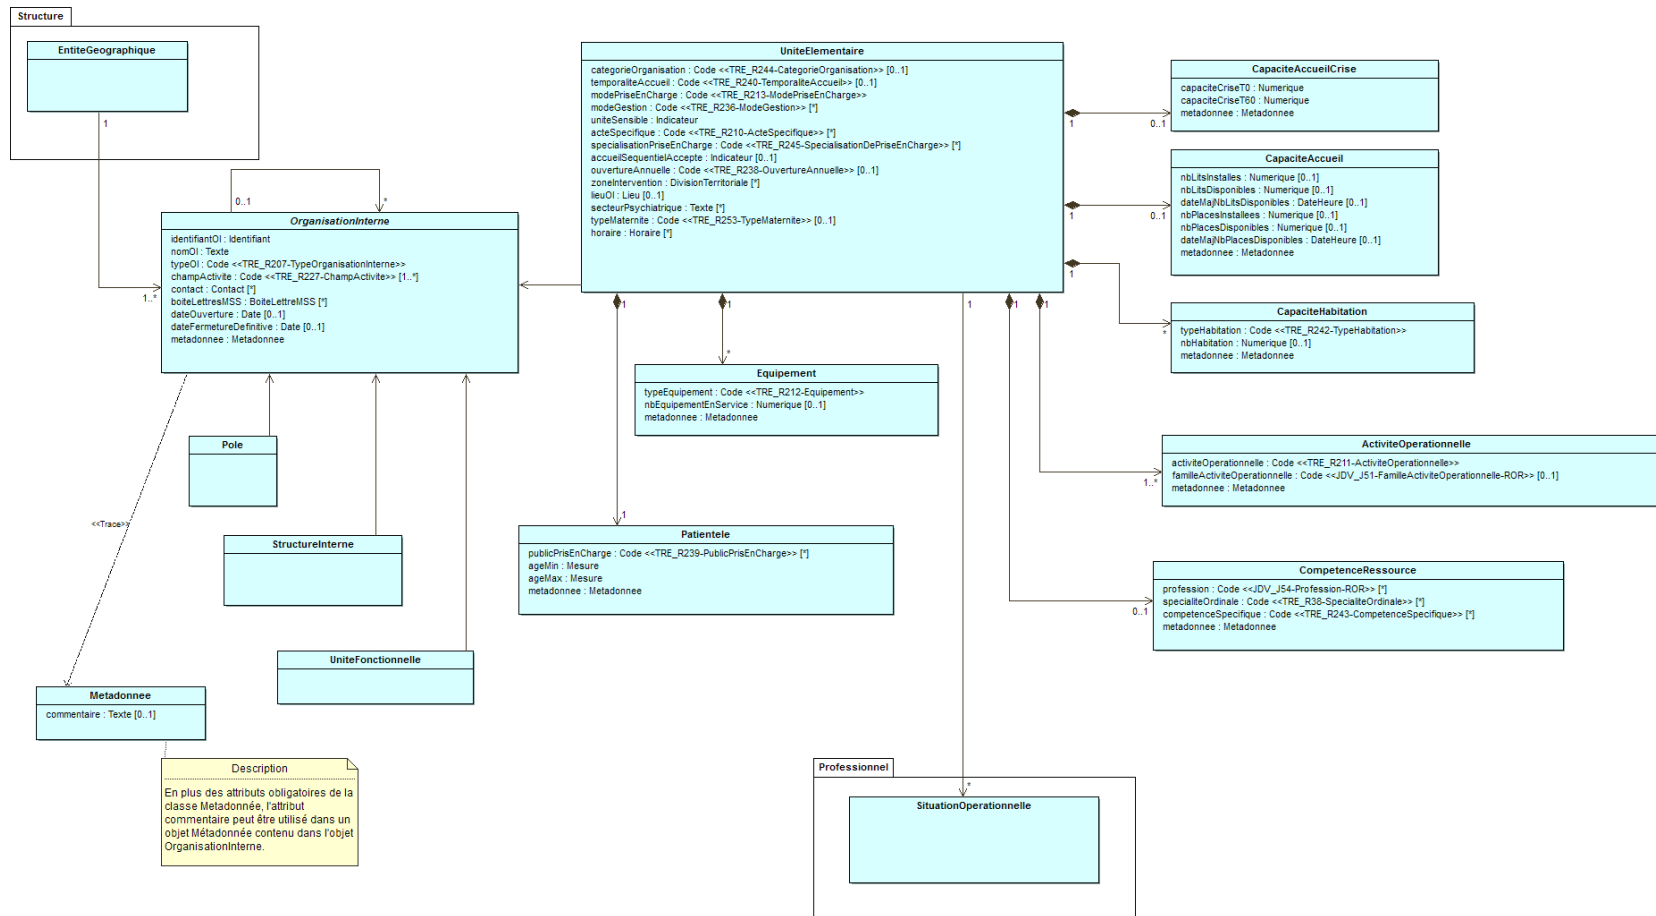 Structure
EntiteGeographique
1
0..1
*
OrganisationInterne
identifiantOI : Identifiant
nomOI : Texte
typeOI : Code <<TRE_R207-TypeOrganisationInterne>>
champActivite : Code <<TRE_R227-ChampActivite>> [1..*]
contact : Contact [*]
boiteLettresMSS : BoiteLettreMSS [*]
dateOuverture : Date [0..1]
dateFermetureDefinitive : Date [0..1]
metadonnee : Metadonnee
1..*
UniteElementaire
categorieOrganisation : Code <<TRE_R244-CategorieOrganisation>> [0..1]
temporaliteAccueil : Code <<TRE_R240-TemporaliteAccueil>> [0..1]
modePriseEnCharge : Code <<TRE_R213-ModePriseEnCharge>>
modeGestion : Code <<TRE_R236-ModeGestion>> [*]
uniteSensible : Indicateur
acteSpecifique : Code <<TRE_R210-ActeSpecifique>> [*]
specialisationPriseEnCharge : Code <<TRE_R245-SpecialisationDePriseEnCharge>> [*]
accueilSequentielAccepte : Indicateur [0..1]
ouvertureAnnuelle : Code <<TRE_R238-OuvertureAnnuelle>> [0..1]
zoneIntervention : DivisionTerritoriale [*]
lieuOI : Lieu [0..1]
secteurPsychiatrique : Texte [*]
typeMaternite : Code <<TRE_R253-TypeMaternite>> [0..1]
horaire : Horaire [*]
1
0..1
CapaciteAccueilCrise
capaciteCriseT0 : Numerique
capaciteCriseT60 : Numerique
metadonnee : Metadonnee
1
0..1
CapaciteAccueil
nbLitsInstalles : Numerique [0..1]
nbLitsDisponibles : Numerique [0..1]
dateMajNbLitsDisponibles : DateHeure [0..1]
nbPlacesInstallees : Numerique [0..1]
nbPlacesDisponibles : Numerique [0..1]
dateMajNbPlacesDisponibles : DateHeure [0..1]
metadonnee : Metadonnee
1
*
CapaciteHabitation
typeHabitation : Code <<TRE_R242-TypeHabitation>>
nbHabitation : Numerique [0..1]
metadonnee : Metadonnee
1
1
1
1
1
*
Equipement
typeEquipement : Code <<TRE_R212-Equipement>>
nbEquipementEnService : Numerique [0..1]
metadonnee : Metadonnee
Pole
ActiviteOperationnelle
activiteOperationnelle : Code <<TRE_R211-ActiviteOperationnelle>>
familleActiviteOperationnelle : Code <<JDV_J51-FamilleActiviteOperationnelle-ROR>> [0..1]
metadonnee : Metadonnee
1..*
<<Trace>>
StructureInterne
1
Patientele
publicPrisEnCharge : Code <<TRE_R239-PublicPrisEnCharge>> [*]
ageMin : Mesure
ageMax : Mesure
metadonnee : Metadonnee
0..1
CompetenceRessource
profession : Code <<JDV_J54-Profession-ROR>> [*]
specialiteOrdinale : Code <<TRE_R38-SpecialiteOrdinale>> [*]
competenceSpecifique : Code <<TRE_R243-CompetenceSpecifique>> [*]
metadonnee : Metadonnee
UniteFonctionnelle
Metadonnee
commentaire : Texte [0..1]
Description
En plus des attributs obligatoires de la
classe Metadonnée, l'attribut
commentaire peut être utilisé dans un
objet Métadonnée contenu dans l'objet
OrganisationInterne.
Professionnel
*
SituationOperationnelle